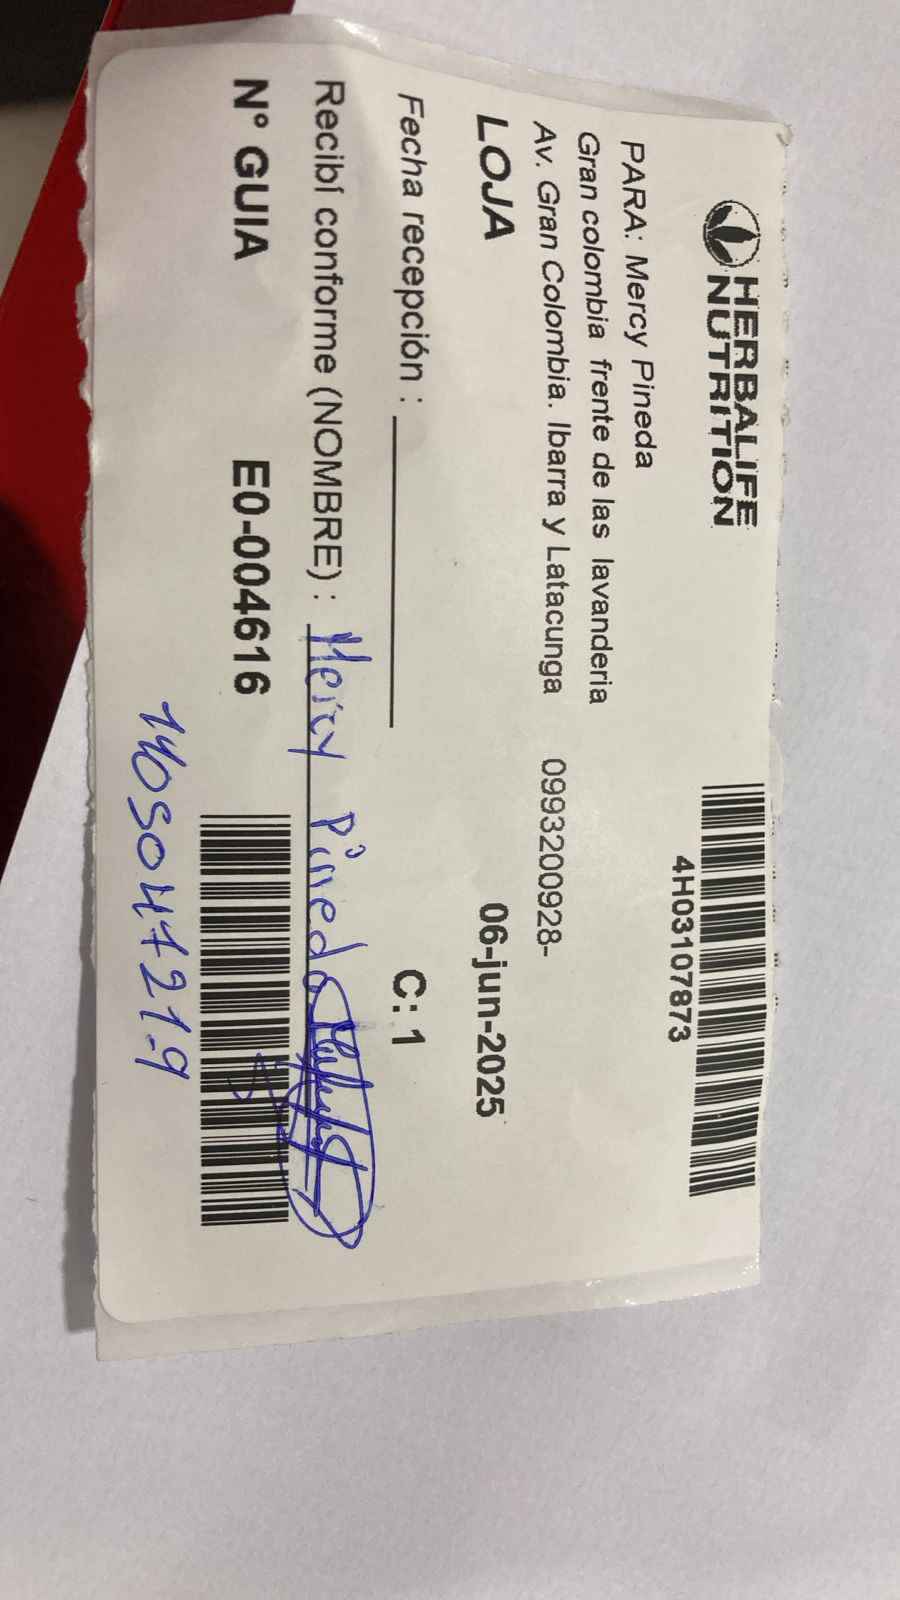 HERBALIFE
NUTRITION
4H03107873
PARA: Mercy Pineda
Gran colombia frente de las lavanderia
Av. Gran Colombia. Ibarra y Latacunga 0993200928-
LOJA 06-jun-2025
Fecha recepción : C: 1
Recibí conforme (NOMBRE) : Mercy Pineda
N° GUIA E0-004616